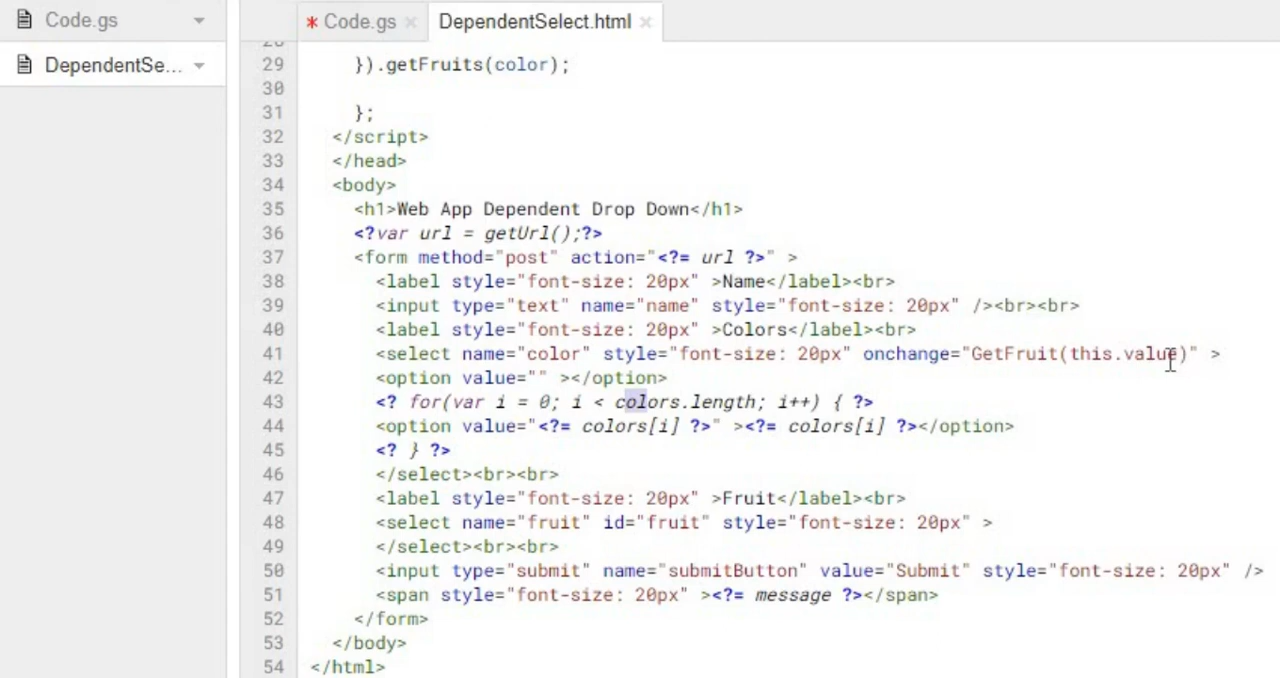 Code.gs
DependentSe...
* Code.gs ×
DependentSelect.html ×
29 }).getFruits(color);
30
31 };
32 </script>
33 </head>
34 <body>
35 <h1>Web App Dependent Drop Down</h1>
36 <?var url = getUrl();?>
37 <form method="post" action="<?= url ?>" >
38 <label style="font-size: 20px" >Name</label><br>
39 <input type="text" name="name" style="font-size: 20px" /><br><br>
40 <label style="font-size: 20px" >Colors</label><br>
41 <select name="color" style="font-size: 20px" onchange="GetFruit(this.value)" >
42 <option value="" ></option>
43 <? for(var i = 0; i < colors.length; i++) { ?>
44 <option value="<?= colors[i] ?>" ><?= colors[i] ?></option>
45 <? } ?>
46 </select><br><br>
47 <label style="font-size: 20px" >Fruit</label><br>
48 <select name="fruit" id="fruit" style="font-size: 20px" >
49 </select><br><br>
50 <input type="submit" name="submitButton" value="Submit" style="font-size: 20px" />
51 <span style="font-size: 20px" ><?= message ?></span>
52 </form>
53 </body>
54 </html>